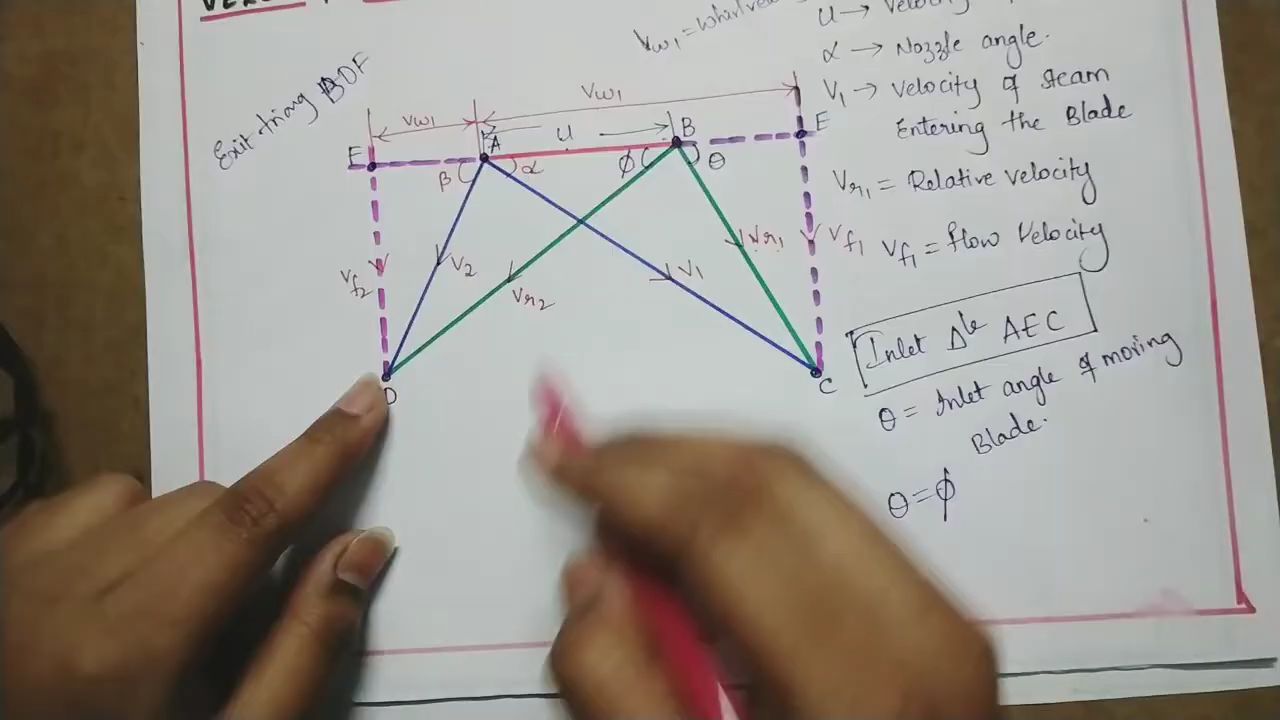 Vw1 = Whirl
U → Velocity
α → Nozzle angle.
V1 → Velocity of steam
Entering the Blade
Vr1 = Relative velocity
Vf1 = flow Velocity
Inlet Δle AEC
θ = Inlet angle of moving
Blade.
θ = ϕ
Exit triang BDF
Vw1
Vw1
U
F
A
B
E
β
α
ϕ
θ
Vf2
V2
Vr2
V1
Vr1
Vf1
D
C